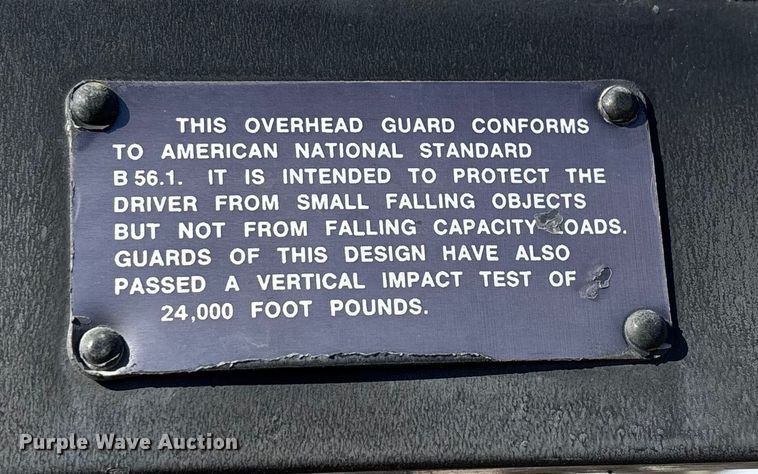 THIS OVERHEAD GUARD CONFORMS
TO AMERICAN NATIONAL STANDARD
B 56.1. IT IS INTENDED TO PROTECT THE
DRIVER FROM SMALL FALLING OBJECTS
BUT NOT FROM FALLING CAPACITY LOADS.
GUARDS OF THIS DESIGN HAVE ALSO
PASSED A VERTICAL IMPACT TEST OF
24,000 FOOT POUNDS.
Purple Wave Auction